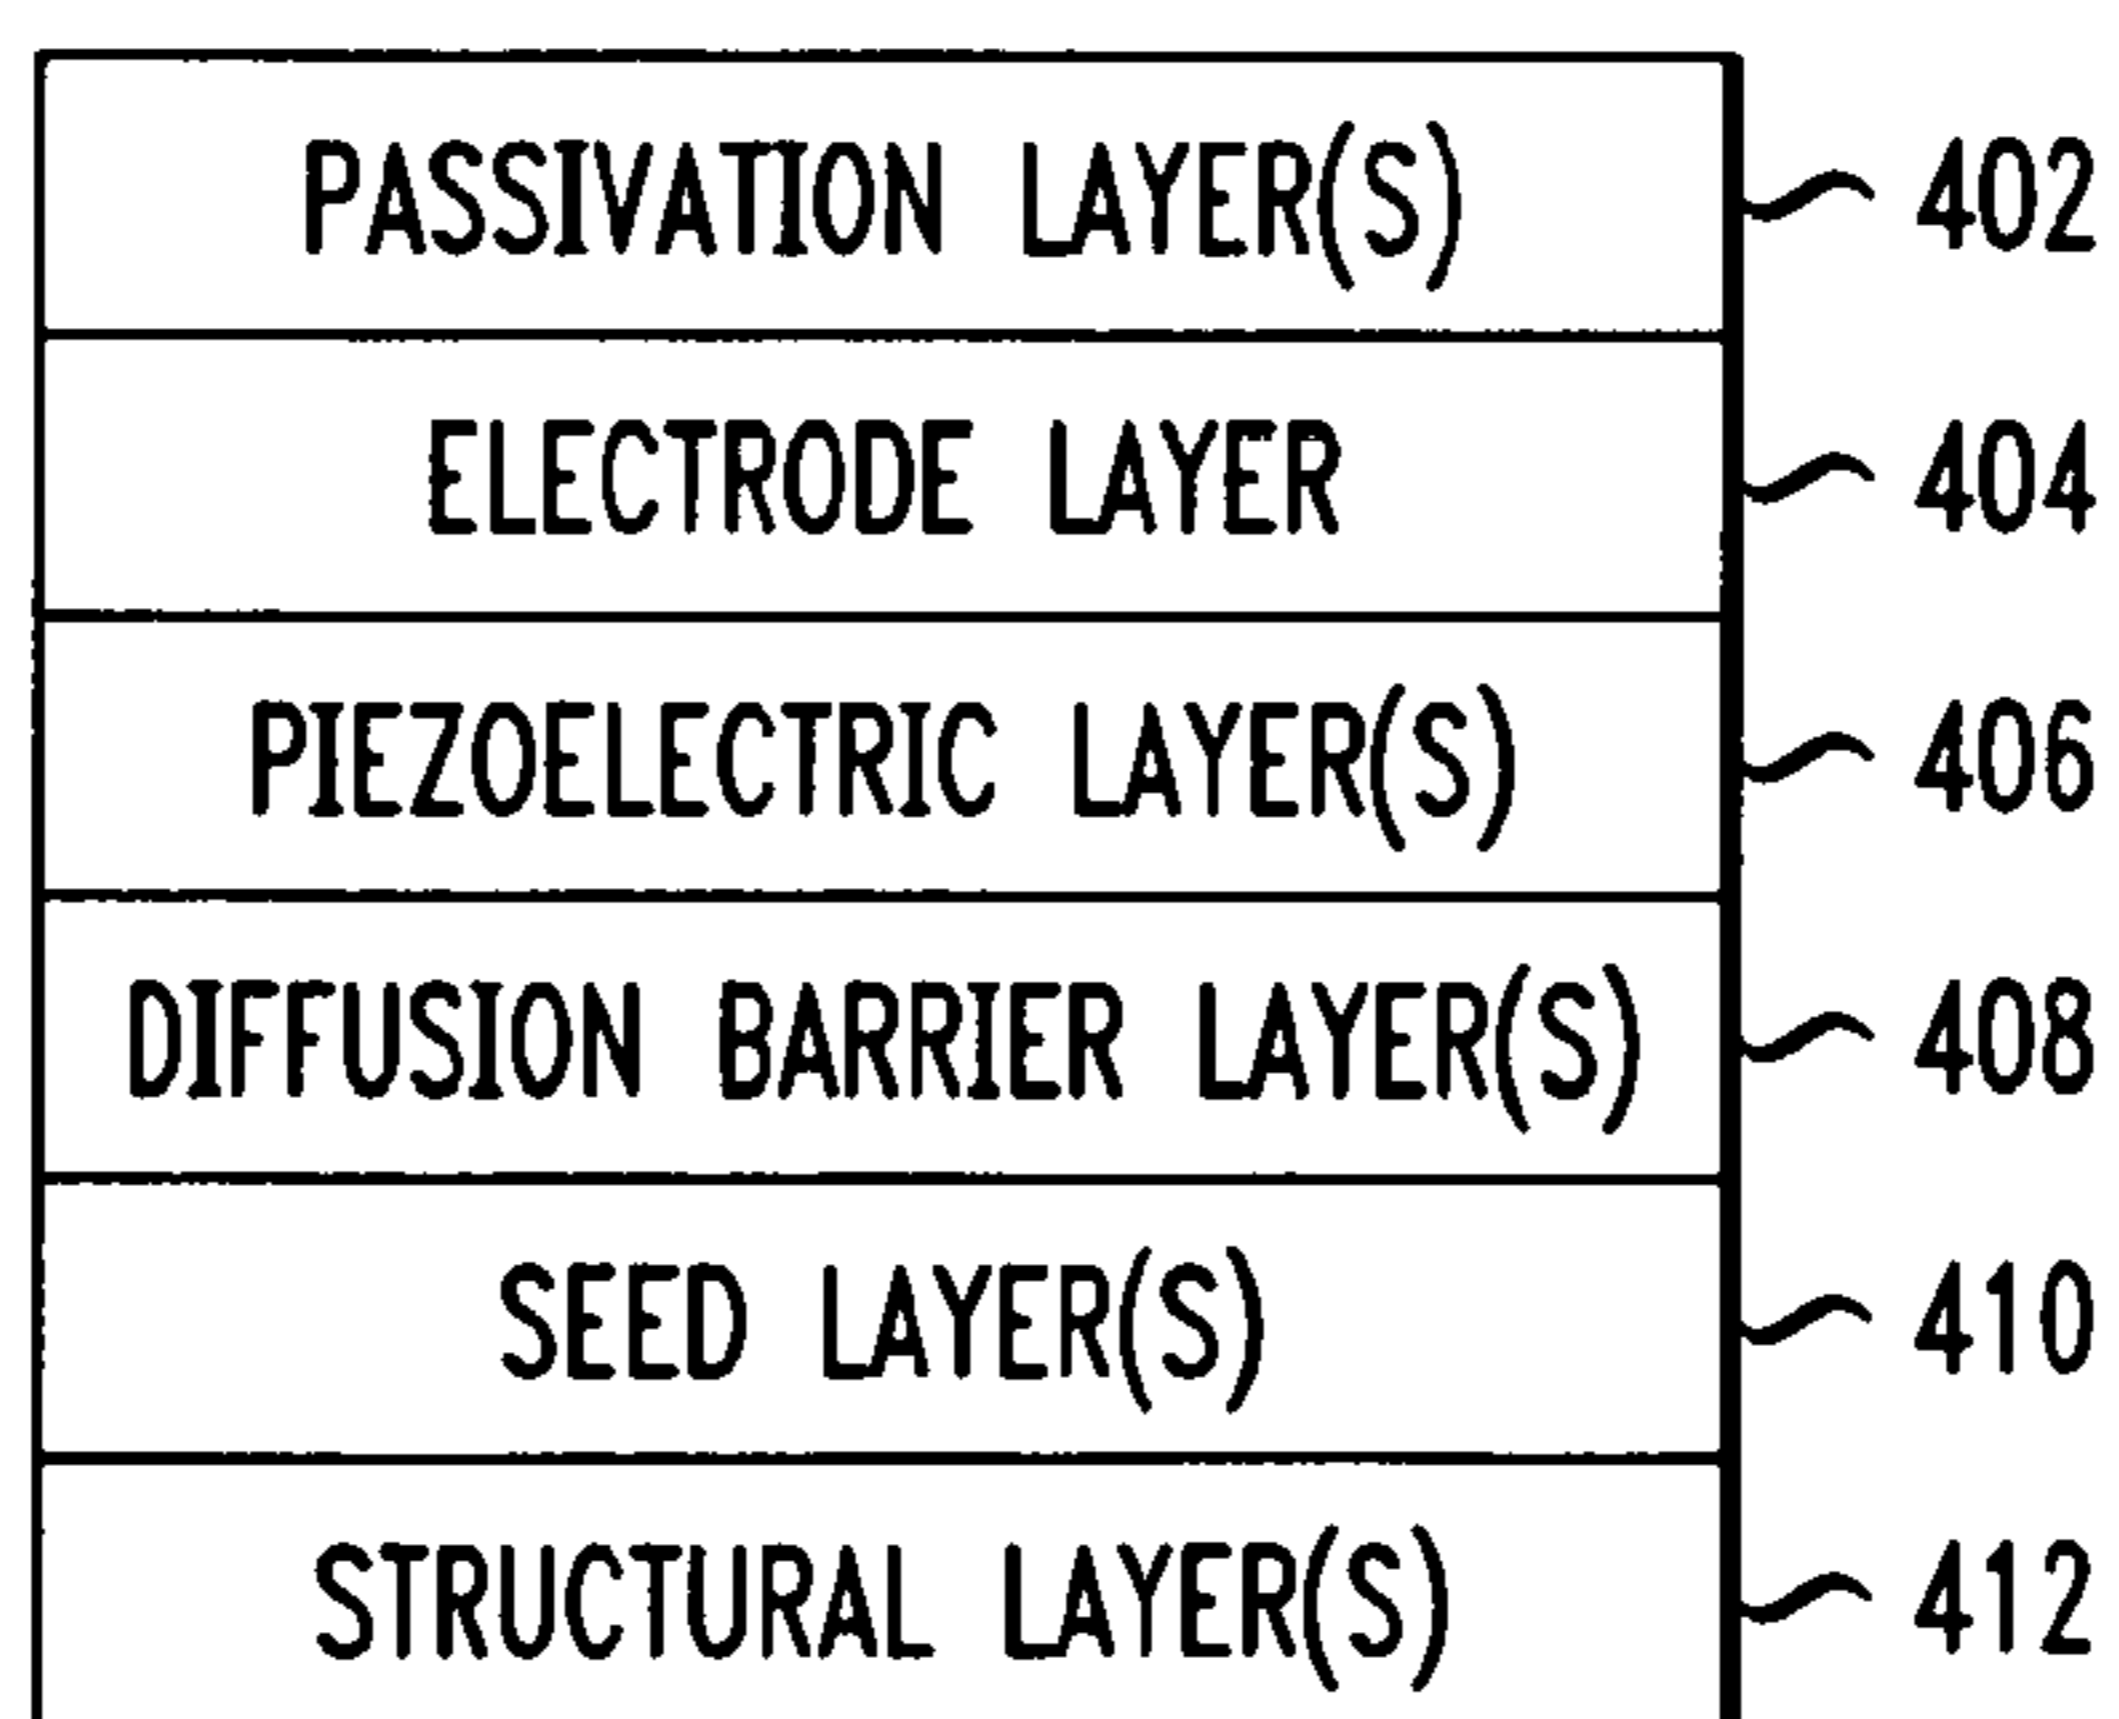 PASSIVATION LAYER(S) 402
ELECTRODE LAYER 404
PIEZOELECTRIC LAYER(S) 406
DIFFUSION BARRIER LAYER(S) 408
SEED LAYER(S) 410
STRUCTURAL LAYER(S) 412